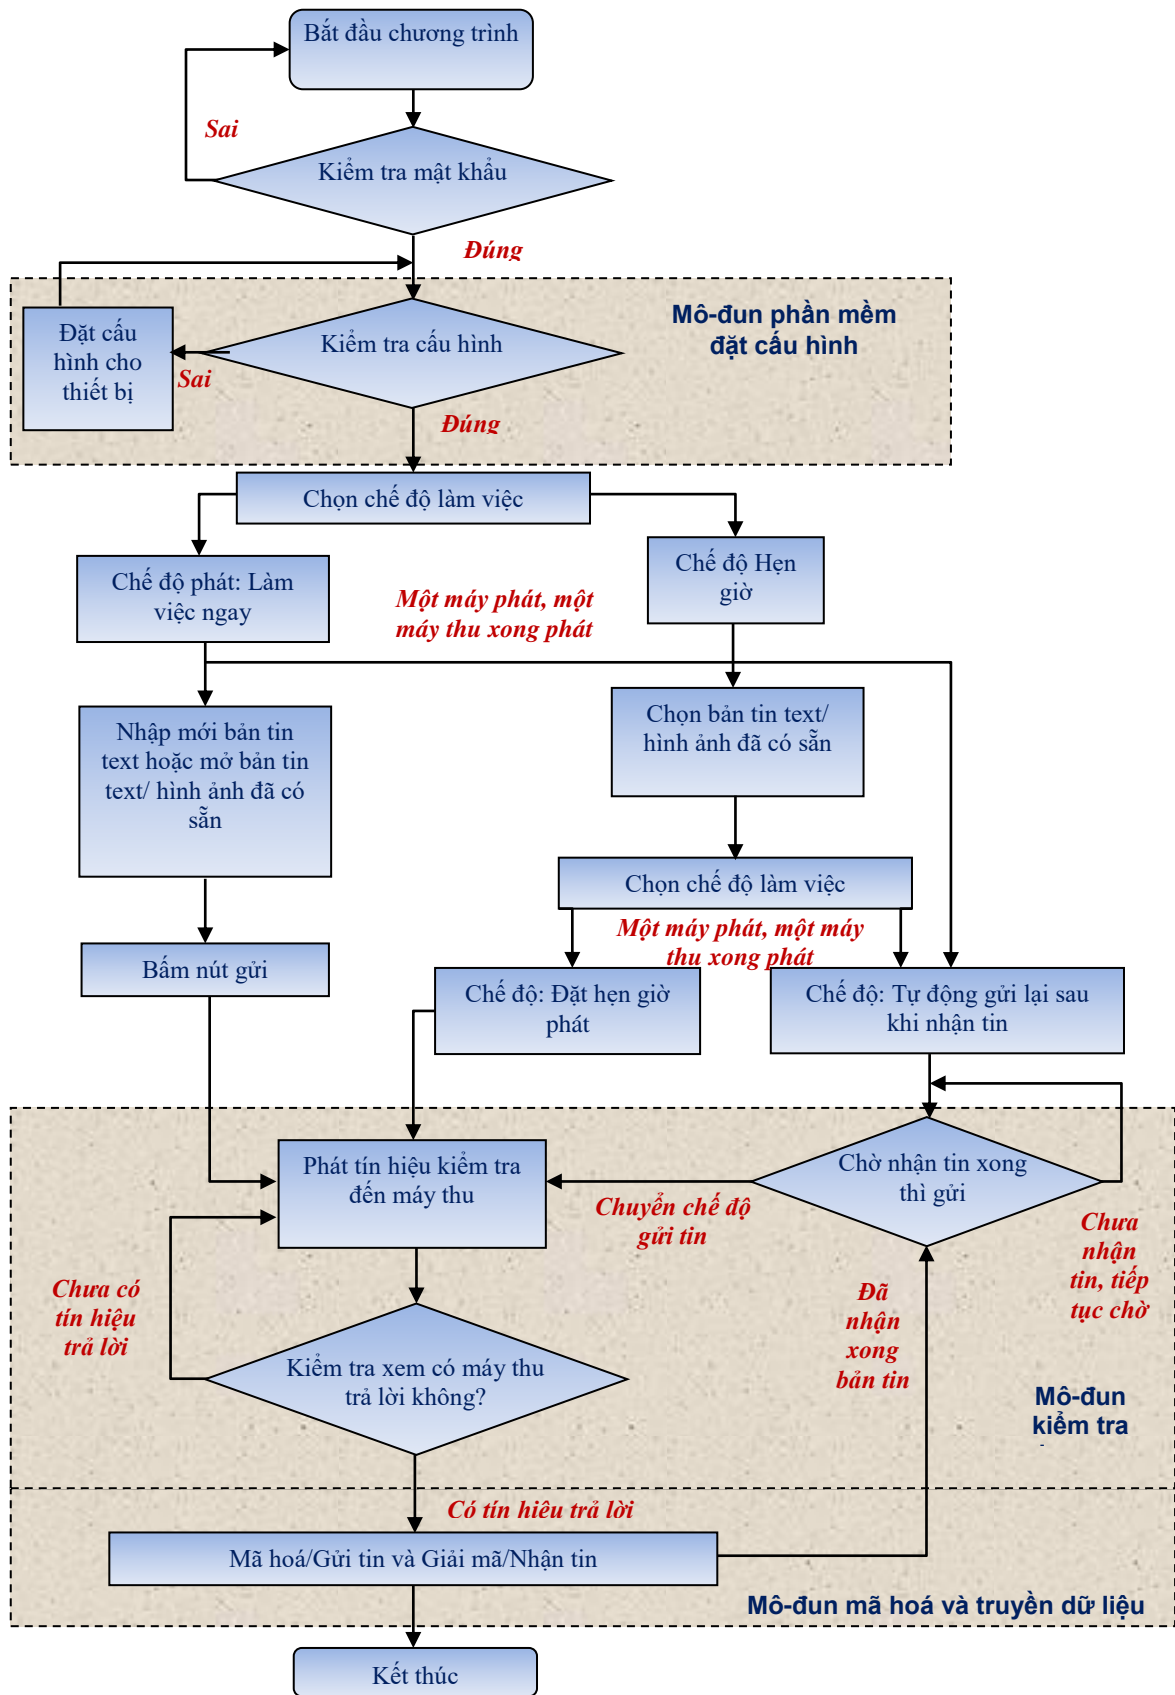 Bắt đầu chương trình
Sai
Kiểm tra mật khẩu
Đúng
Mô-đun phần mềm
đặt cấu hình
Đặt cấu
hình cho
thiết bị
Kiểm tra cấu hình
Sai
Đúng
Chọn chế độ làm việc
Chế độ phát: Làm
việc ngay
Một máy phát, một
máy thu xong phát
Chế độ Hẹn
giờ
Nhập mới bản tin
text hoặc mở bản tin
text/ hình ảnh đã có
sẵn
Chọn bản tin text/
hình ảnh đã có sẵn
Chọn chế độ làm việc
Một máy phát, một máy
thu xong phát
Bấm nút gửi
Chế độ: Đặt hẹn giờ
phát
Chế độ: Tự động gửi lại sau
khi nhận tin
Phát tín hiệu kiểm tra
đến máy thu
Chờ nhận tin xong
thì gửi
Chuyển chế độ
gửi tin
Chưa
nhận
tin, tiếp
tục chờ
Chưa có
tín hiệu
trả lời
Đã
nhận
xong
bản tin
Kiểm tra xem có máy thu
trả lời không?
Mô-đun
kiểm tra
Có tín hiêu trả lời
Mã hoá/Gửi tin và Giải mã/Nhận tin
Mô-đun mã hoá và truyền dữ liệu
Kết thúc